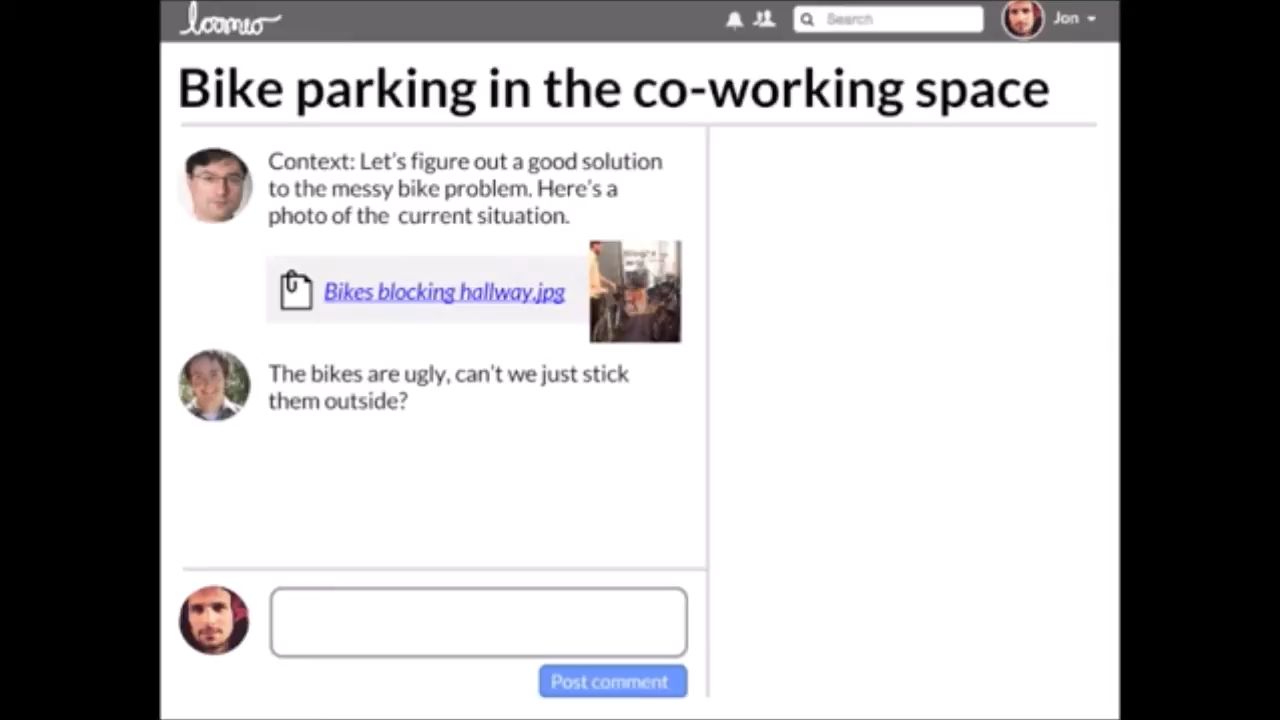 loomio
Search
Jon
Bike parking in the co-working space
Context: Let's figure out a good solution
to the messy bike problem. Here's a
photo of the current situation.
Bikes blocking hallway.jpg
The bikes are ugly, can't we just stick
them outside?
Post comment